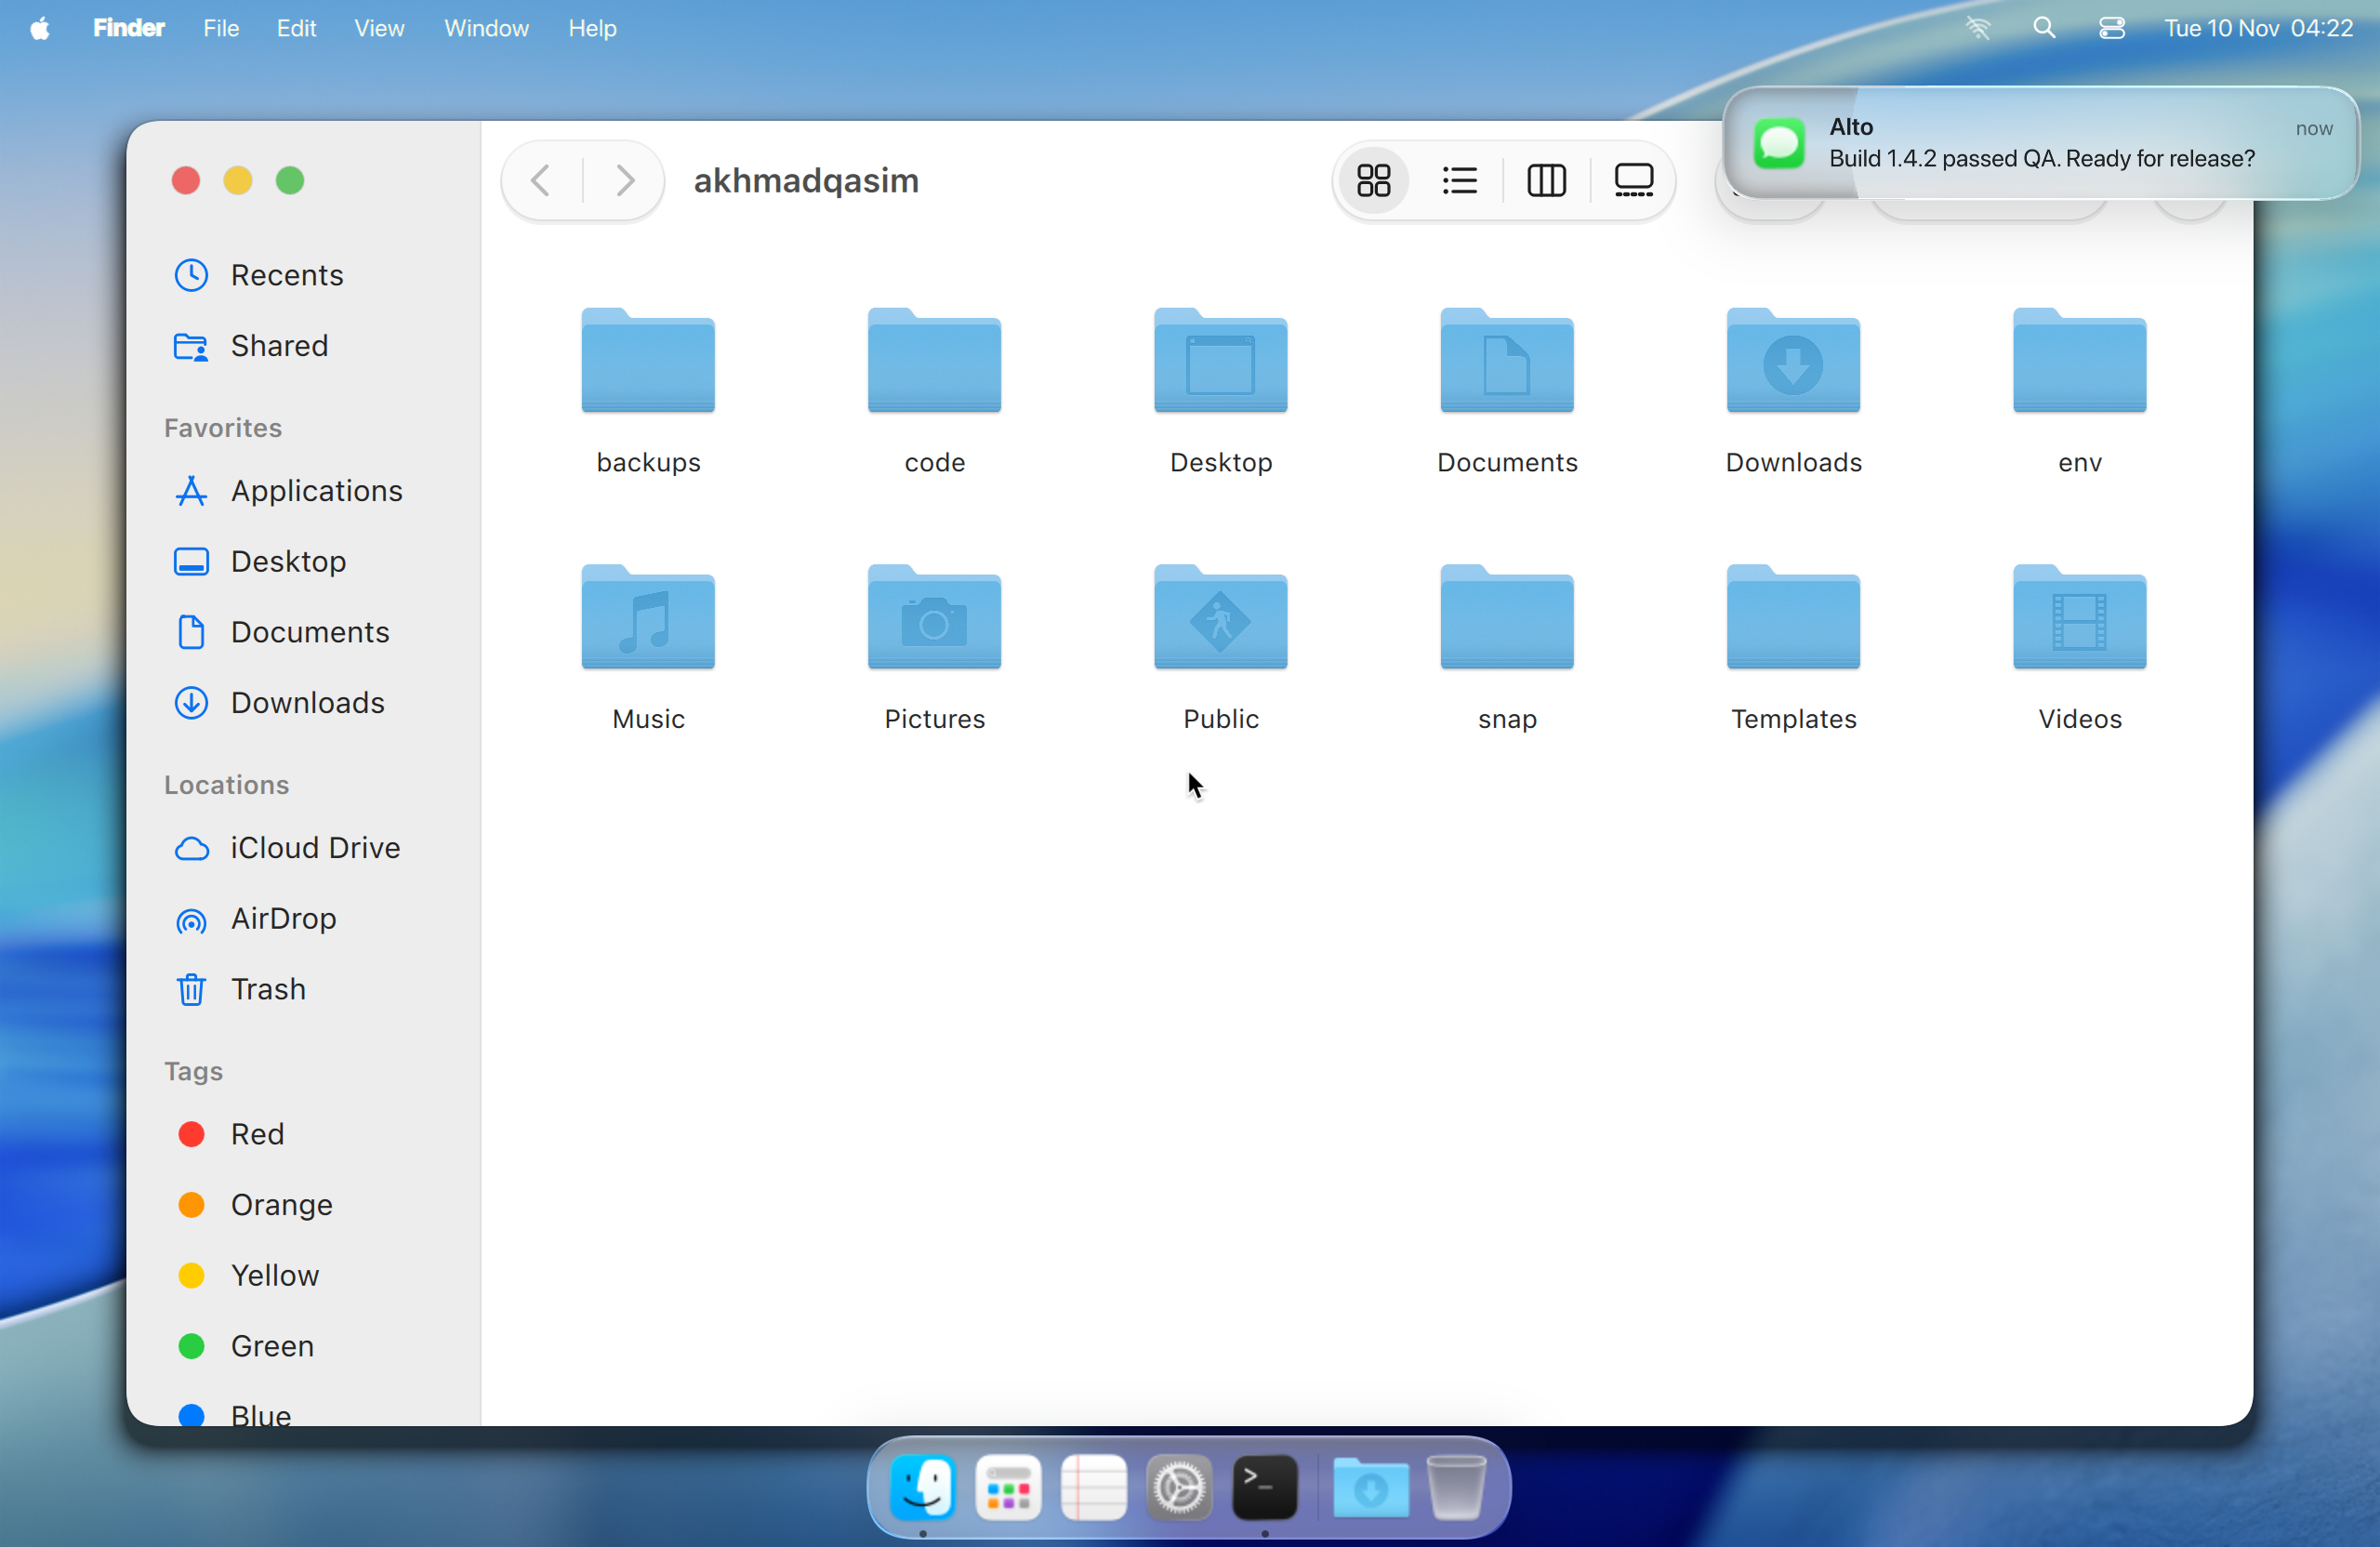 Finder File Edit View Window Help
Tue 10 Nov 04:22
Alto
now
Build 1.4.2 passed QA. Ready for release?
akhmadqasim
Recents
Shared
Favorites
Applications
Desktop
Documents
Downloads
Locations
iCloud Drive
AirDrop
Trash
Tags
Red
Orange
Yellow
Green
Blue
backups code Desktop Documents Downloads env
Music Pictures Public snap Templates Videos